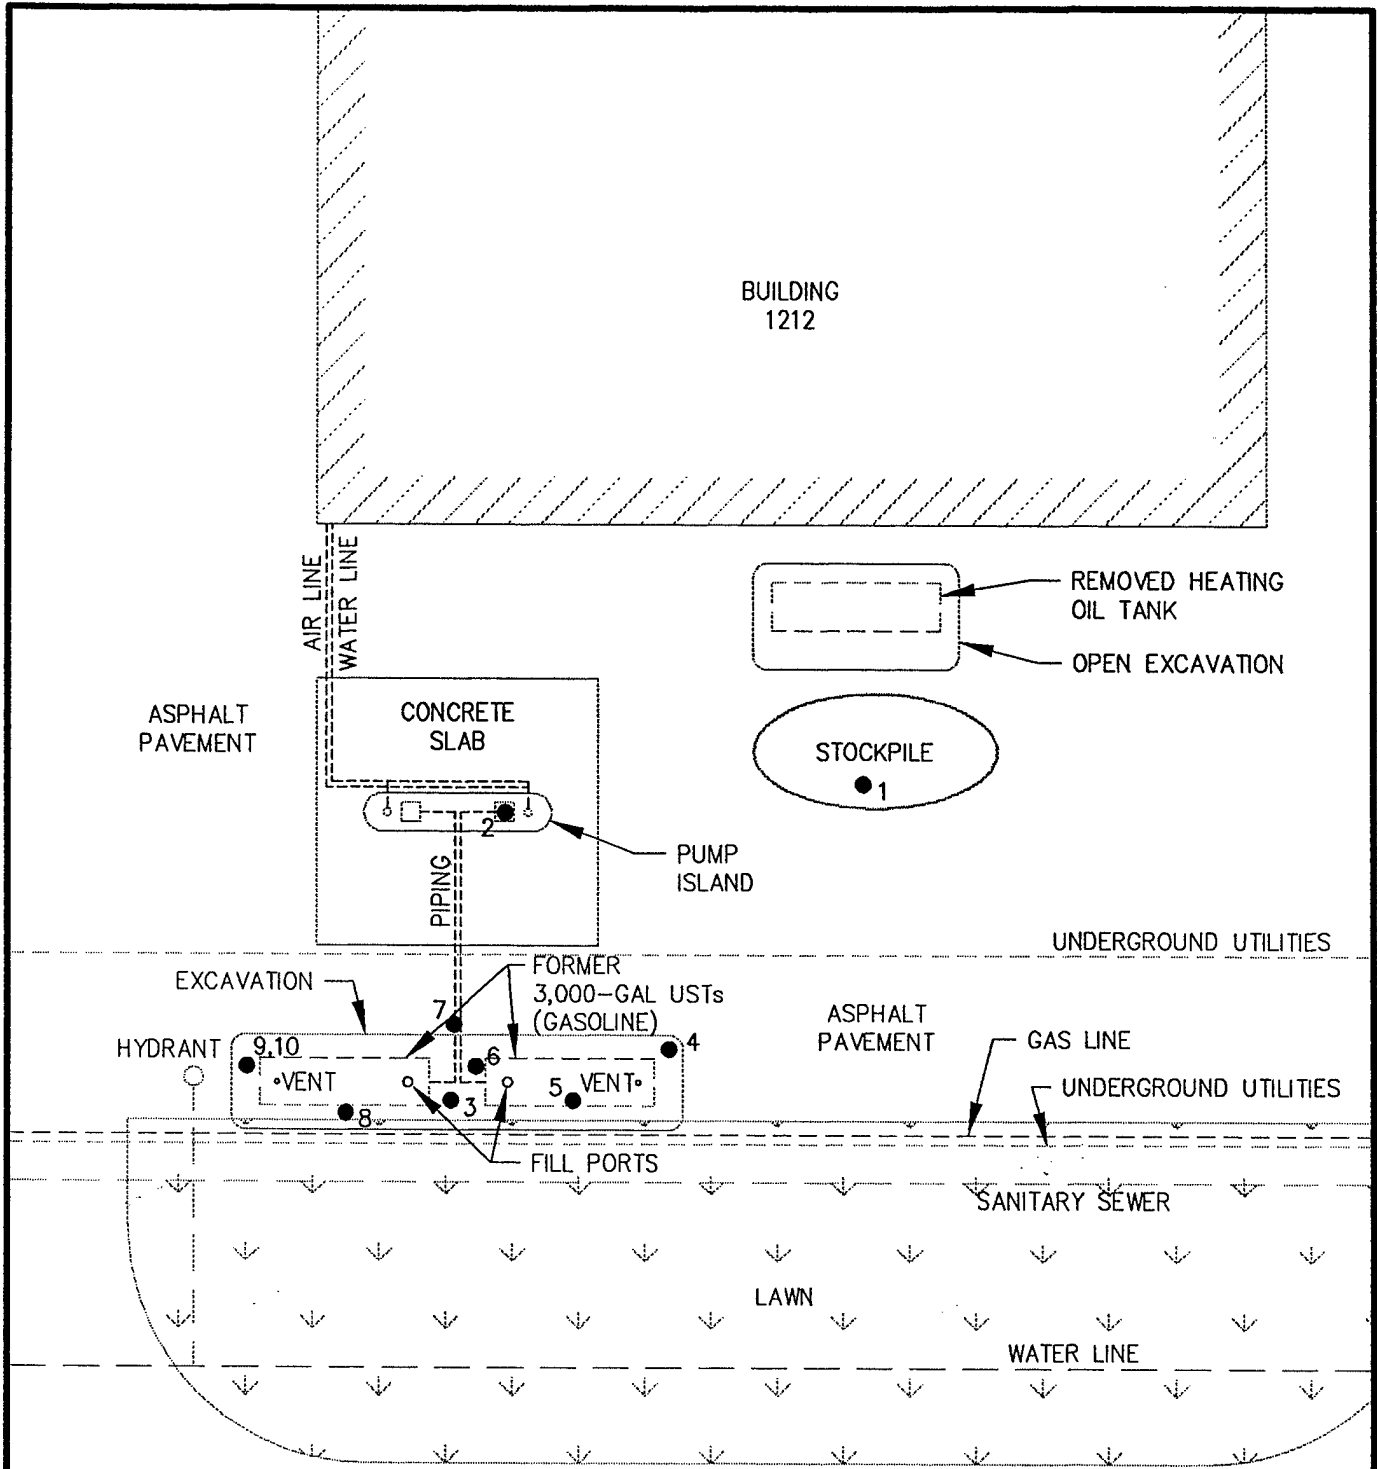 BUILDING
1212
AIR LINE
WATER LINE
REMOVED HEATING
OIL TANK
OPEN EXCAVATION
ASPHALT
PAVEMENT
CONCRETE
SLAB
STOCKPILE
1
2
PUMP
ISLAND
PIPING
UNDERGROUND UTILITIES
EXCAVATION
FORMER
3,000-GAL USTs
(GASOLINE)
7
ASPHALT
PAVEMENT
4
GAS LINE
HYDRANT
9,10
6
VENT
5
VENT
UNDERGROUND UTILITIES
8
3
FILL PORTS
SANITARY SEWER
LAWN
WATER LINE